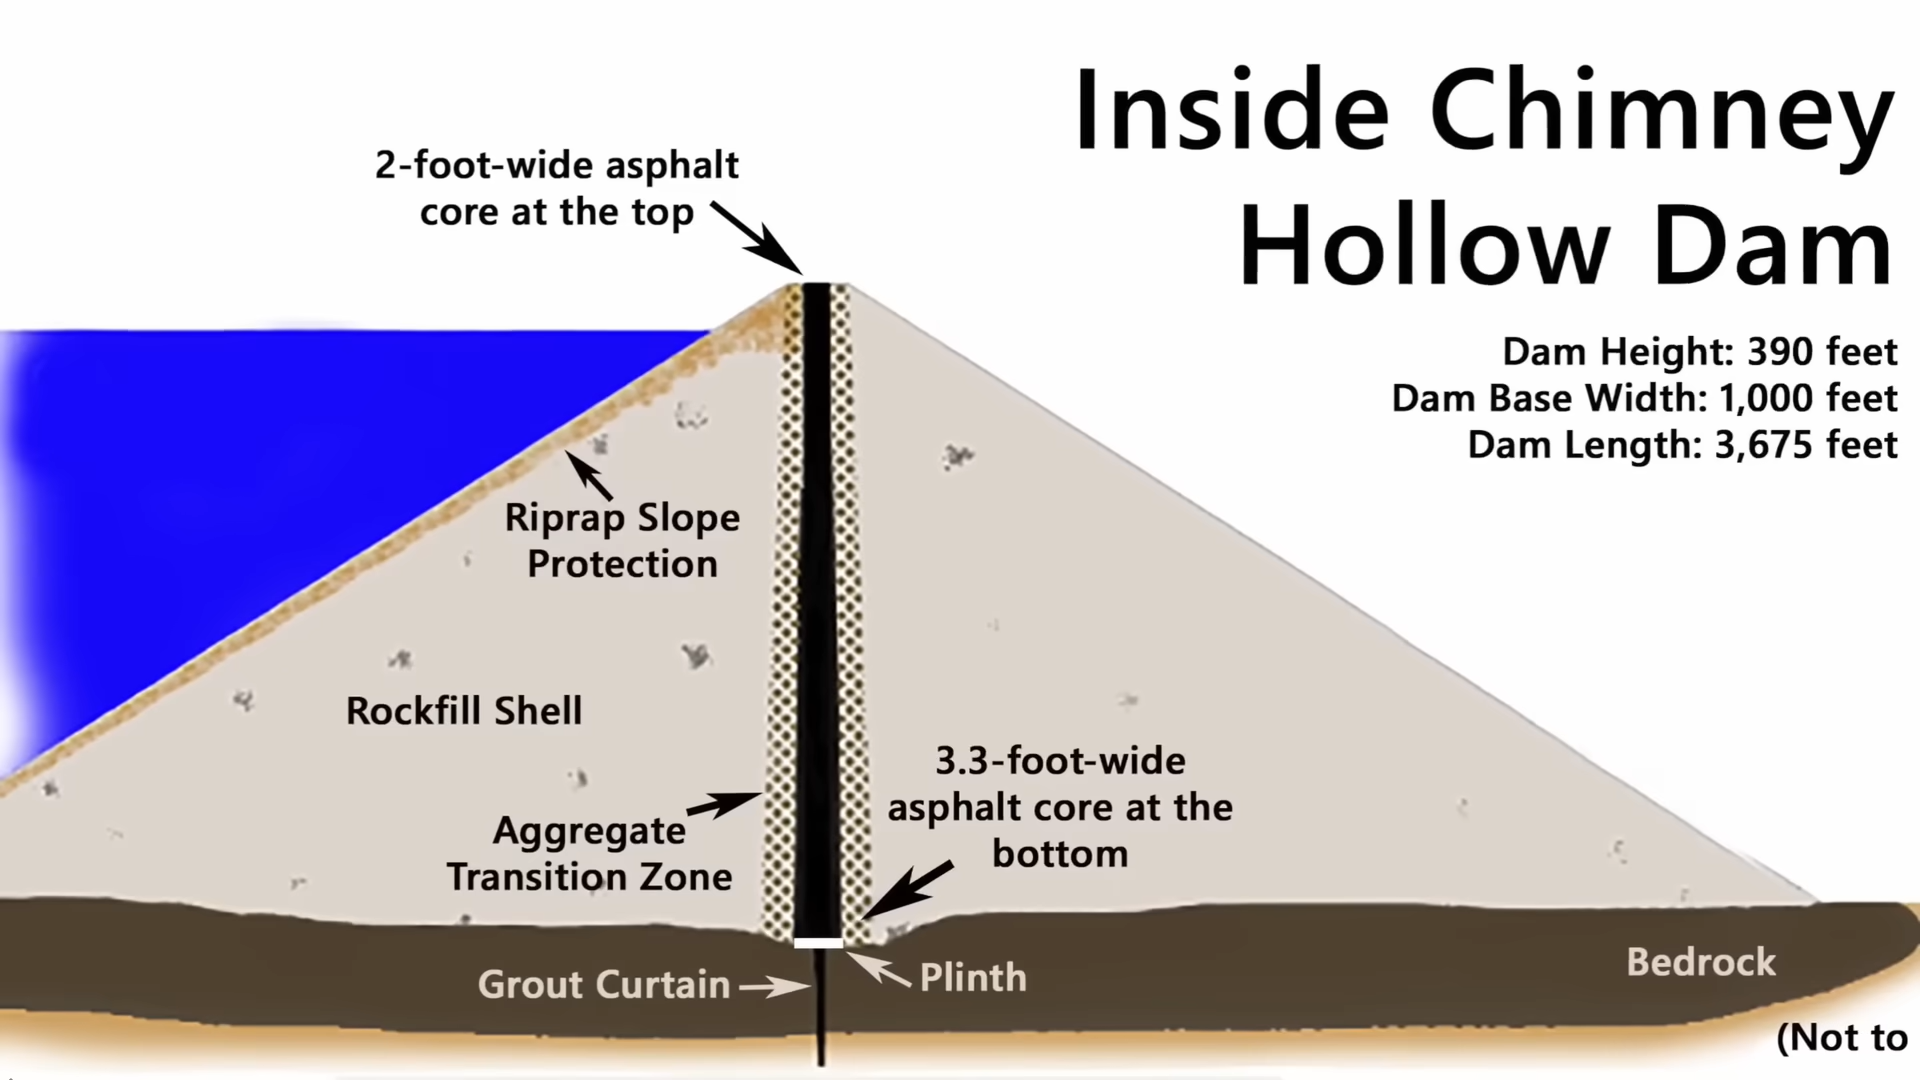 Inside Chimney
Hollow Dam
Dam Height: 390 feet
Dam Base Width: 1,000 feet
Dam Length: 3,675 feet
2-foot-wide asphalt
core at the top
Riprap Slope
Protection
Rockfill Shell
Aggregate
Transition Zone
3.3-foot-wide
asphalt core at the
bottom
Grout Curtain
Plinth
Bedrock
(Not to